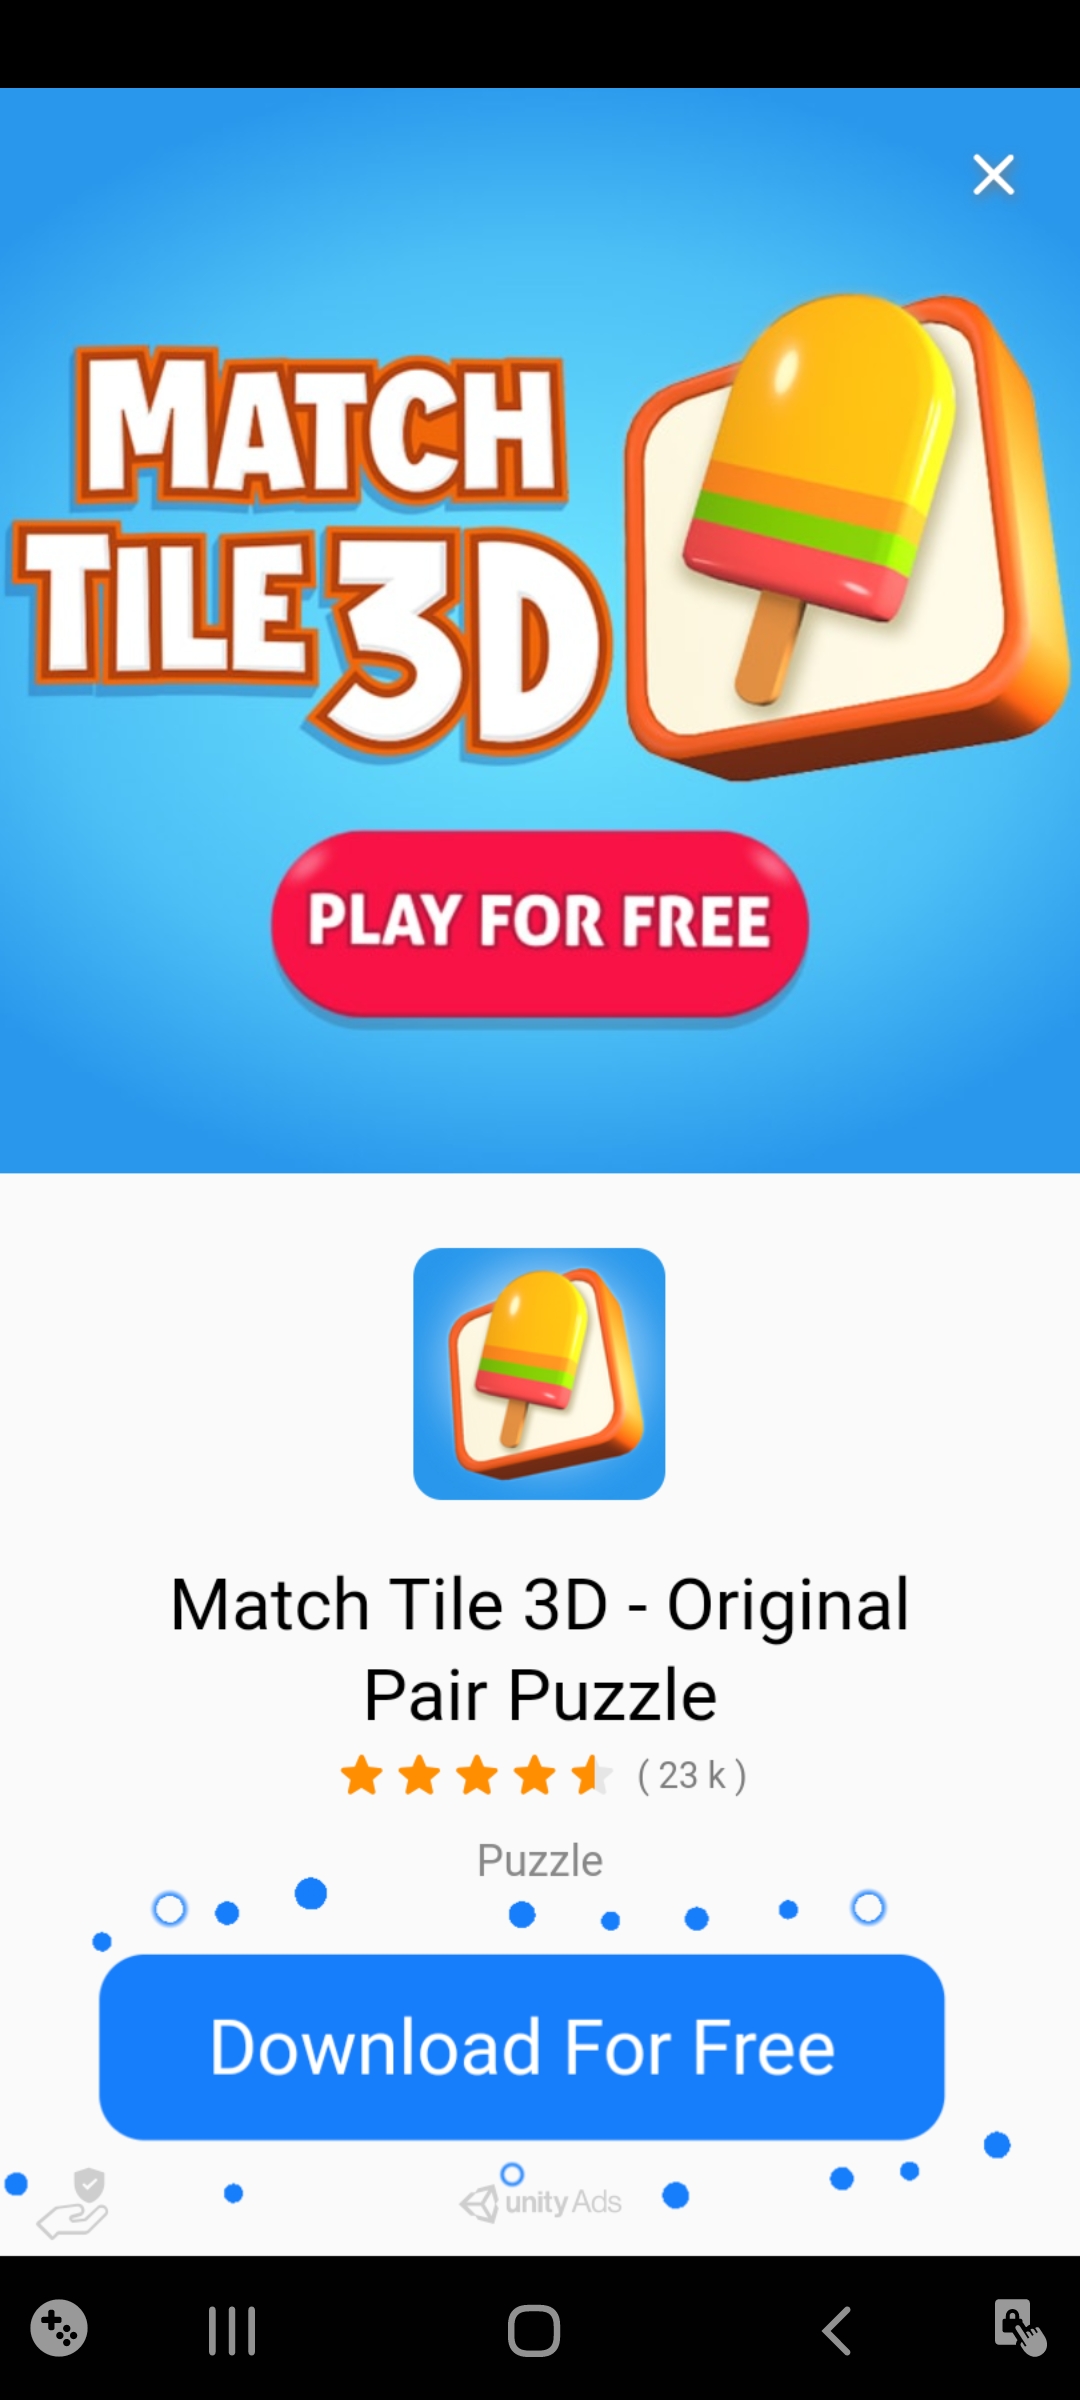 MATCH
TILE 3D
PLAY FOR FREE
Match Tile 3D - Original
Pair Puzzle
( 23 k )
Puzzle
Download For Free
unity Ads